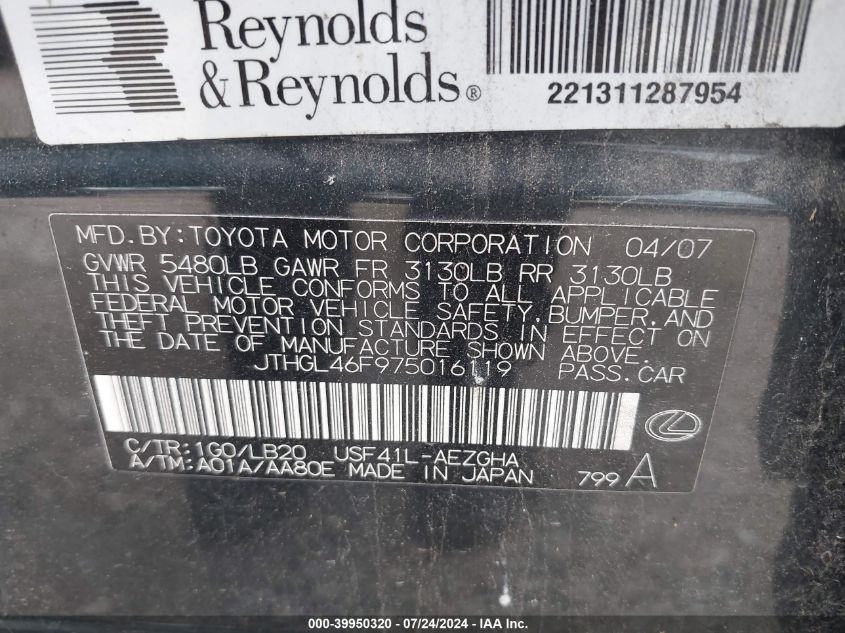 Reynolds
&Reynolds®
221311287954
MFD.BY:TOYOTA MOTOR CORPORATION 04/07
GVWR 5480LB GAWR FR 3130LB RR 3130LB
THIS VEHICLE CONFORMS TO ALL APPLICABLE
FEDERAL MOTOR VEHICLE SAFETY,BUMPER,AND
THEFT PREVENTION STANDARDS IN EFFECT ON
THE DATE OF MANUFACTURE SHOWN ABOVE.
JTHGL46F975016119 PASS.CAR
C/TR:1G0/LB20 USF41L-AEZGHA
A/TM:A01A/AA80E MADE IN JAPAN 799 A
000-39950320 / 07/24/2024 - Copyright © IAA, LLC